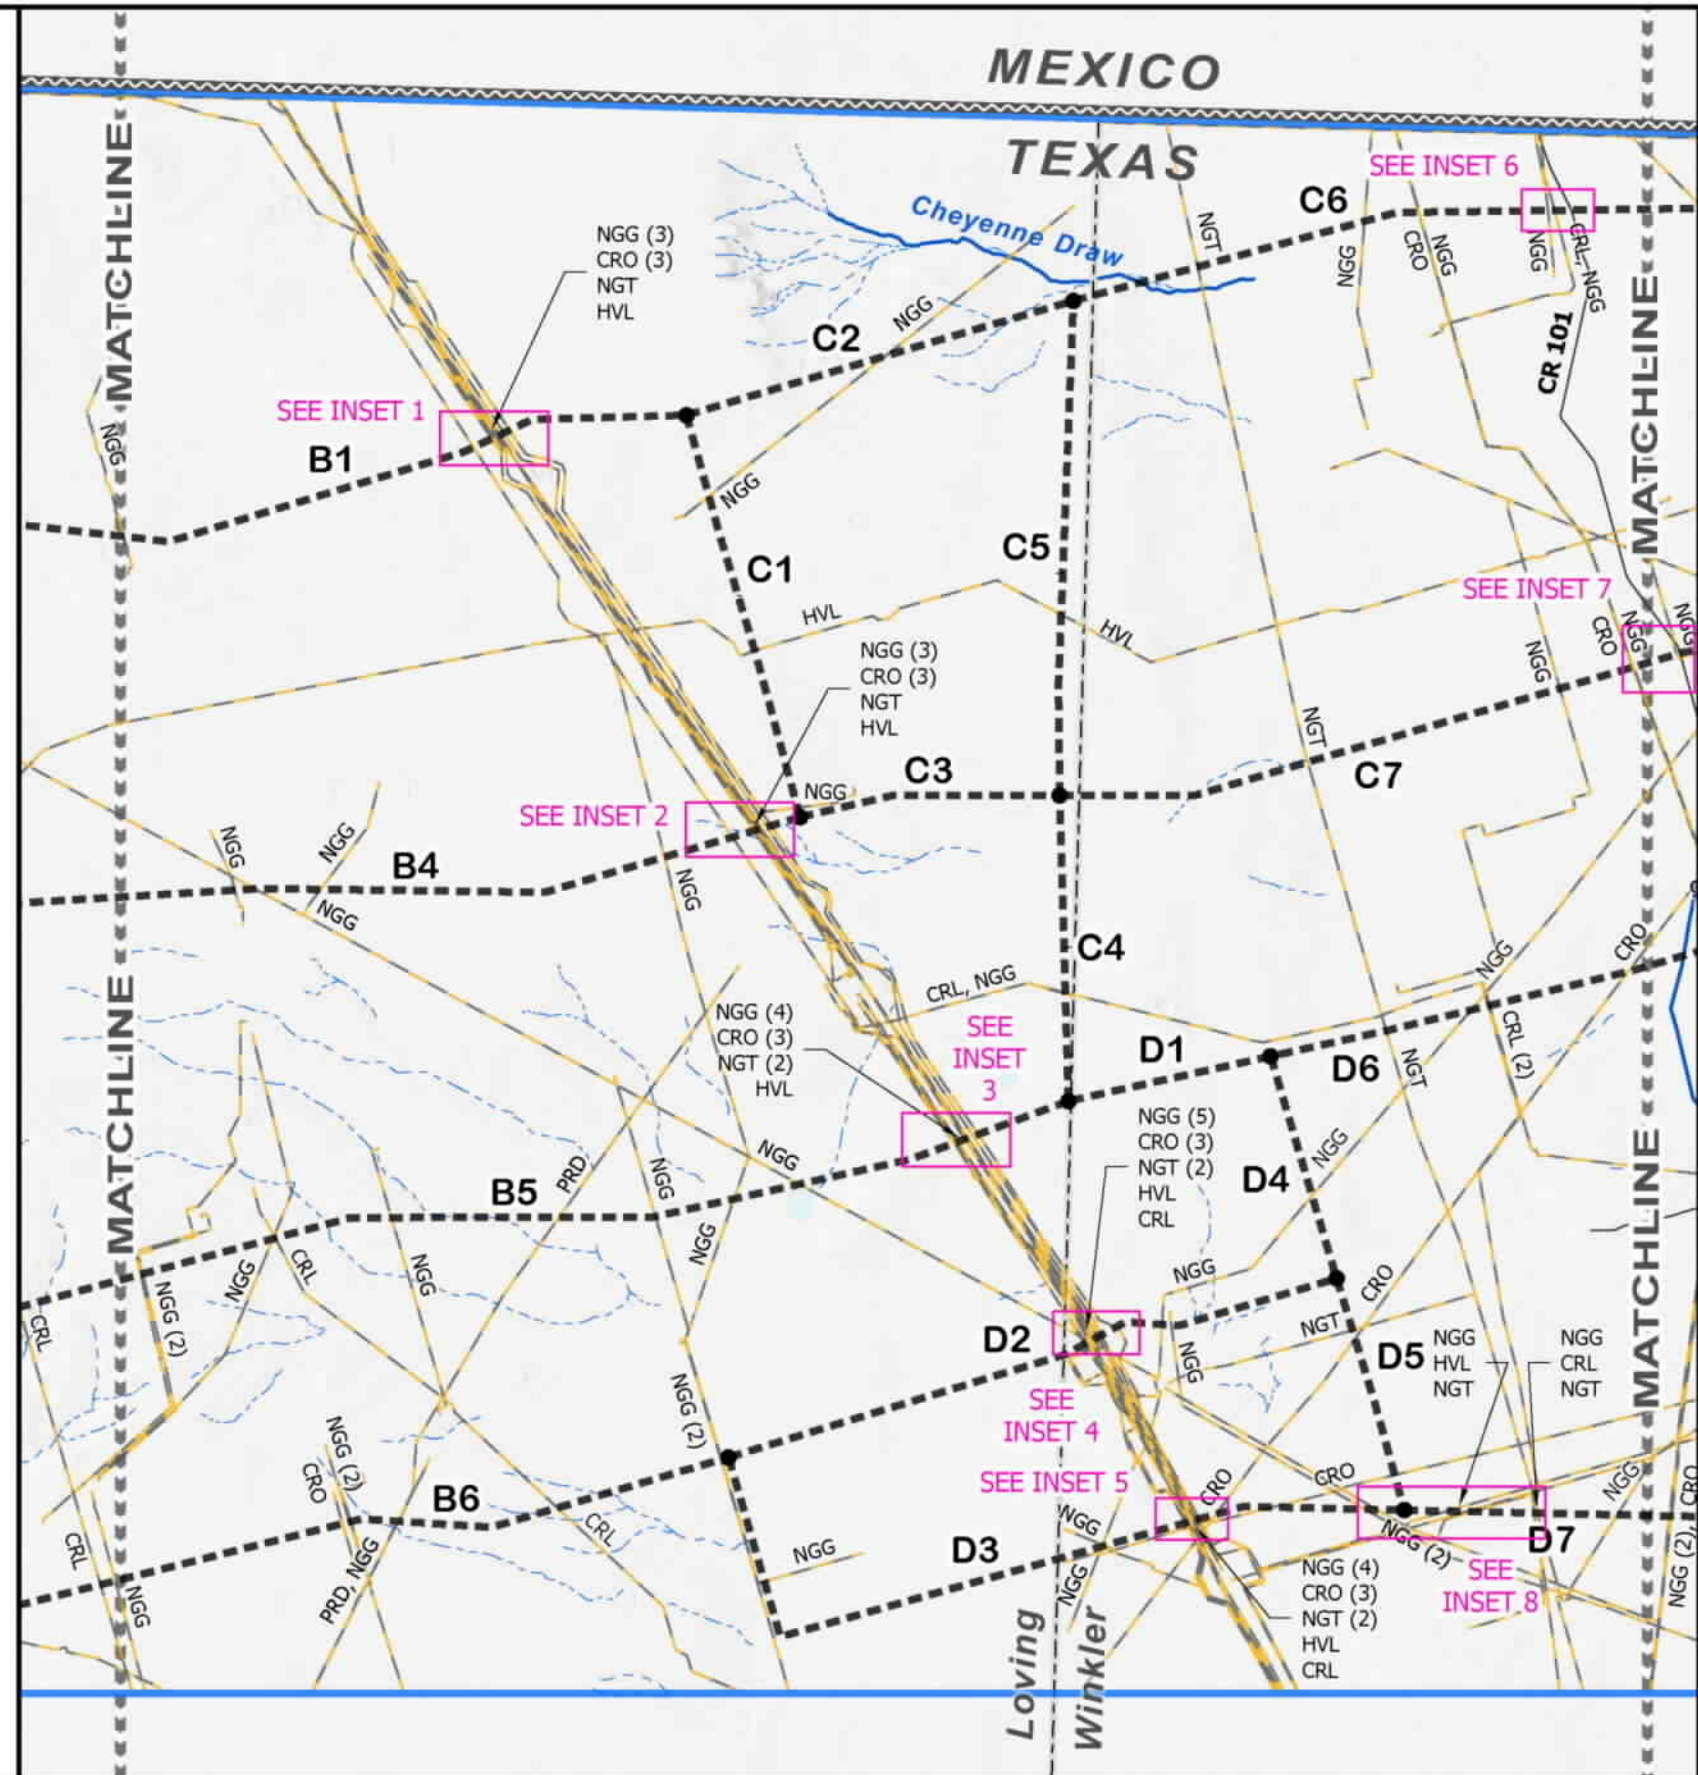 MEXICO
TEXAS
MATCHLINE
MATCHLINE
SEE INSET 6
C6
Cheyenne Draw
NGT
NGG
CRO
NGG
NGG
CRL, NGG
NGG (3)
CRO (3)
NGT
HVL
C2
NGG
CR 101
SEE INSET 1
B1
NGG
NGG
C1
C5
SEE INSET 7
HVL
HVL
CRO
NGG
NGG
NGG
NGG (3)
CRO (3)
NGT
HVL
NGT
C3
C7
NGG
SEE INSET 2
NGG
NGG
B4
NGG
NGG
C4
CRO
NGG
CRL, NGG
MATCHLINE
MATCHLINE
NGG (4)
CRO (3)
NGT (2)
HVL
SEE
INSET
3
D1
D6
NGT
CRL (2)
NGG (5)
CRO (3)
NGT (2)
HVL
CRL
NGG
D4
NGG
PRD
NGG
B5
NGG
NGG
CRL
NGG
NGG (2)
CRL
NGG
CRO
NGT
D2
NGG
D5
NGG
HVL
NGT
NGG
CRL
NGT
SEE
INSET 4
NGG (2)
NGG (2)
CRO
SEE INSET 5
CRO
CRO
NGG
CRO
B6
CRL
NGG
D3
NGG
NGG (2)
D7
CRL
PRD, NGG
NGG
NGG
SEE
INSET 8
NGG (2),
NGG (4)
CRO (3)
NGT (2)
HVL
CRL
Loving
Winkler